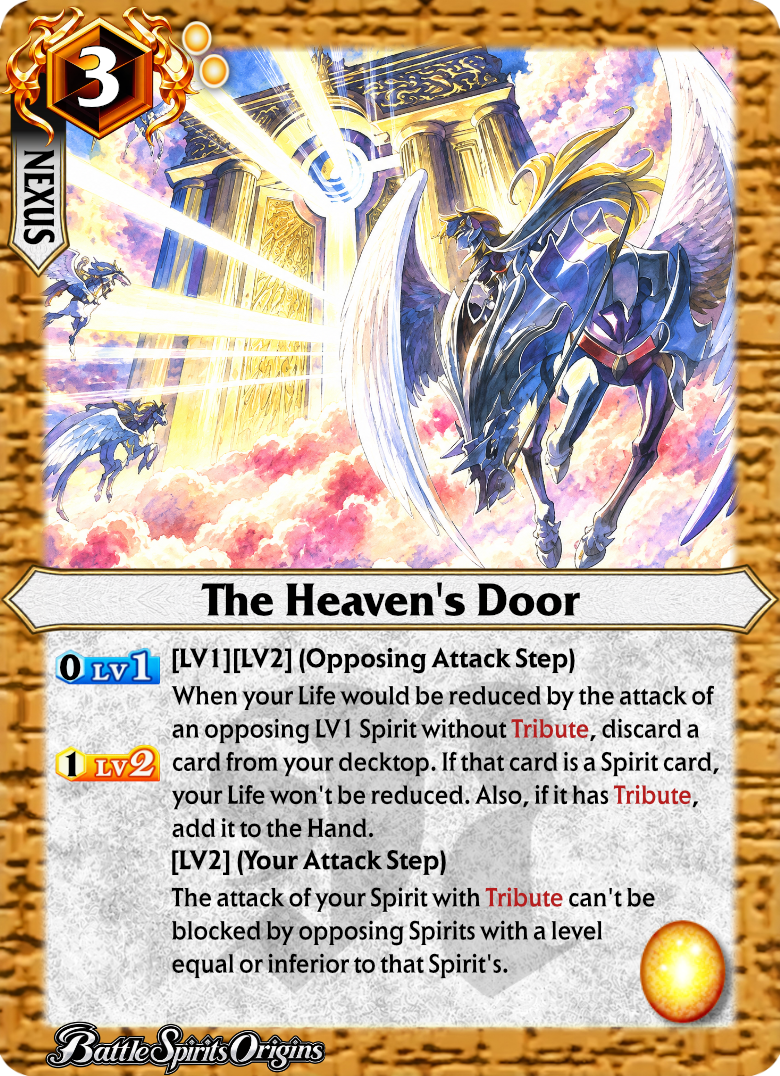 3
NEXUS
The Heaven's Door
0 LV1 [LV1][LV2] (Opposing Attack Step)
When your Life would be reduced by the attack of
an opposing LV1 Spirit without Tribute, discard a
card from your decktop. If that card is a Spirit card,
1 LV2 your Life won't be reduced. Also, if it has Tribute,
add it to the Hand.
[LV2] (Your Attack Step)
The attack of your Spirit with Tribute can't be
blocked by opposing Spirits with a level
equal or inferior to that Spirit's.
Battle Spirits Origins